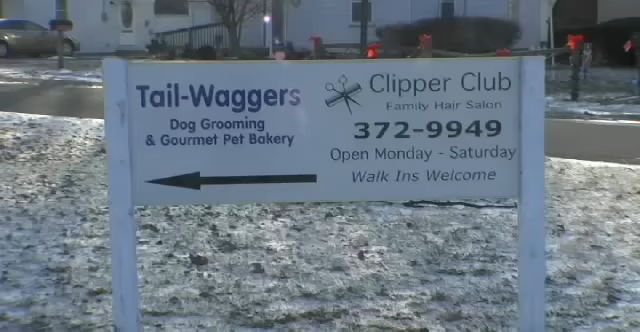 Tail-Waggers
Dog Grooming
& Gourmet Pet Bakery
Clipper Club
Family Hair Salon
372-9949
Open Monday - Saturday
Walk Ins Welcome